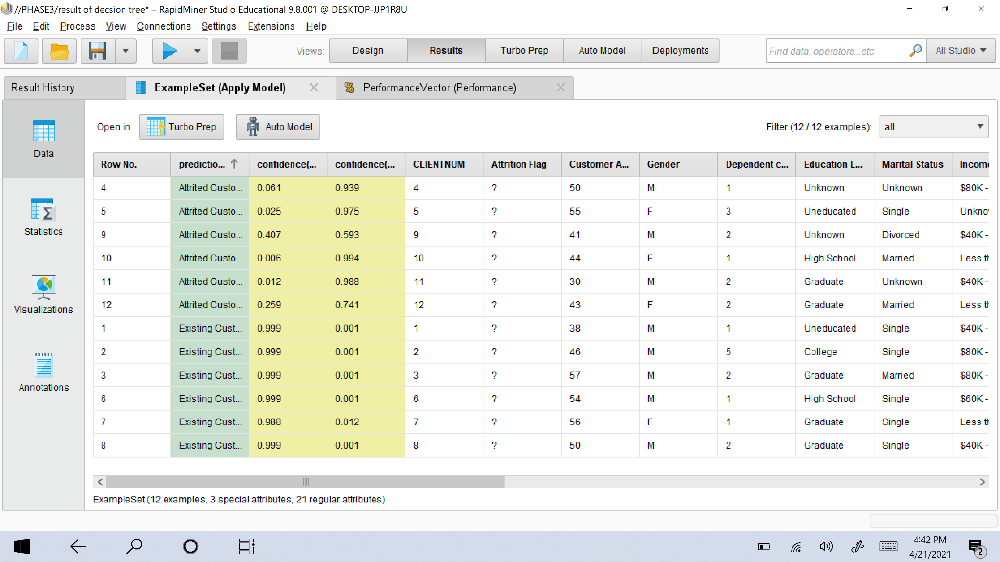 //PHASE3/result of decsion tree* – RapidMiner Studio Educational 9.8.001 @ DESKTOP-JJP1R8U
File Edit Process View Connections Settings Extensions Help
Views: Design Results Turbo Prep Auto Model Deployments Find data, operators...etc All Studio
Result History ExampleSet (Apply Model) PerformanceVector (Performance)
Data
Statistics
Visualizations
Annotations
Open in Turbo Prep Auto Model Filter (12 / 12 examples): all
Row No. predictio... confidence(... confidence(... CLIENTNUM Attrition Flag Customer A... Gender Dependent c... Education L... Marital Status Incom
4 Attrited Custo... 0.061 0.939 4 ? 50 M 1 Unknown Unknown $80K -
5 Attrited Custo... 0.025 0.975 5 ? 55 F 3 Uneducated Single Unkno
9 Attrited Custo... 0.407 0.593 9 ? 41 M 2 Unknown Divorced $40K -
10 Attrited Custo... 0.006 0.994 10 ? 44 F 1 High School Married Less th
11 Attrited Custo... 0.012 0.988 11 ? 30 M 2 Graduate Unknown $40K -
12 Attrited Custo... 0.259 0.741 12 ? 43 F 2 Graduate Married Less th
1 Existing Cust... 0.999 0.001 1 ? 38 M 1 Uneducated Single $40K -
2 Existing Cust... 0.999 0.001 2 ? 46 M 5 College Single $80K -
3 Existing Cust... 0.999 0.001 3 ? 57 M 2 Graduate Married $80K -
6 Existing Cust... 0.999 0.001 6 ? 54 M 1 High School Single $60K -
7 Existing Cust... 0.988 0.012 7 ? 56 F 1 Graduate Single Less th
8 Existing Cust... 0.999 0.001 8 ? 50 M 2 Graduate Single $40K -
ExampleSet (12 examples, 3 special attributes, 21 regular attributes)
4:42 PM
4/21/2021
2